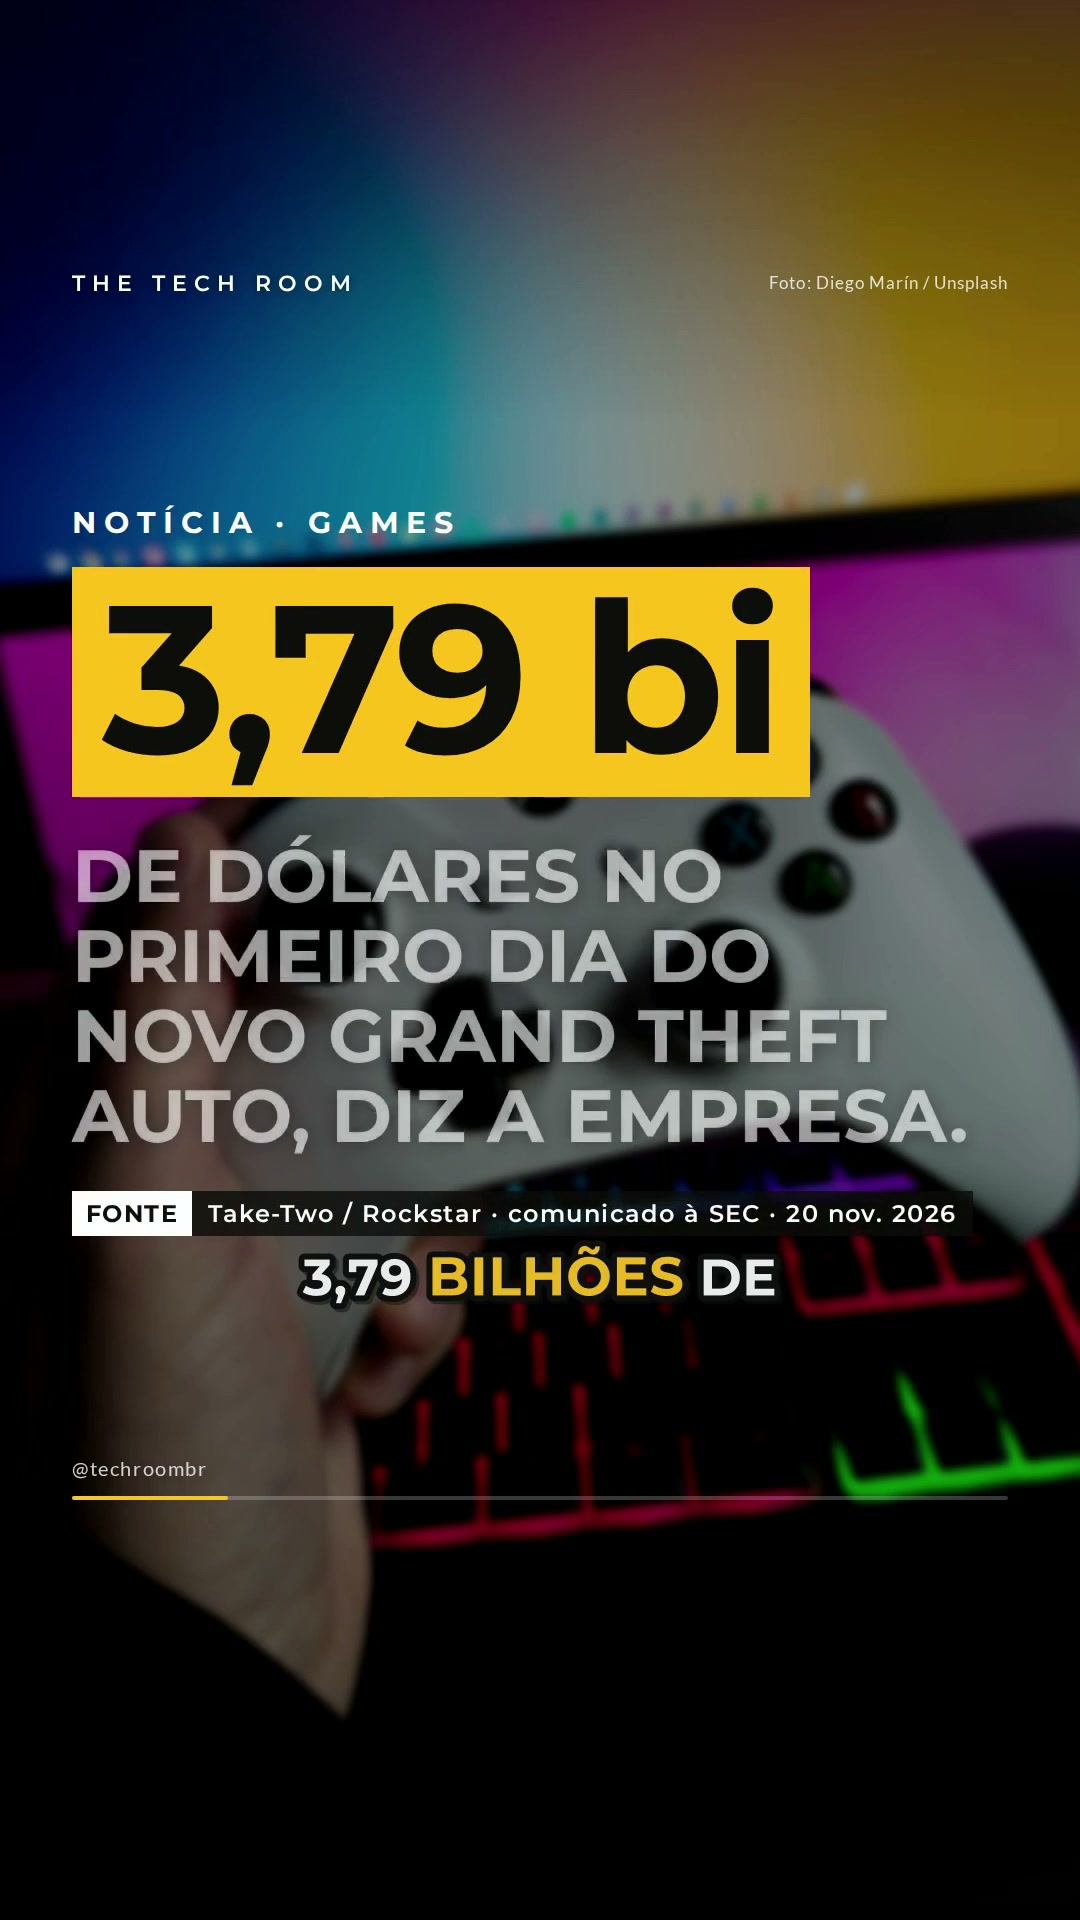 THE TECH ROOM
Foto: Diego Marín / Unsplash
NOTÍCIA · GAMES
3,79 bi
DE DÓLARES NO
PRIMEIRO DIA DO
NOVO GRAND THEFT
AUTO, DIZ A EMPRESA.
FONTE Take-Two / Rockstar · comunicado à SEC · 20 nov. 2026
3,79 BILHÕES DE
@techroombr